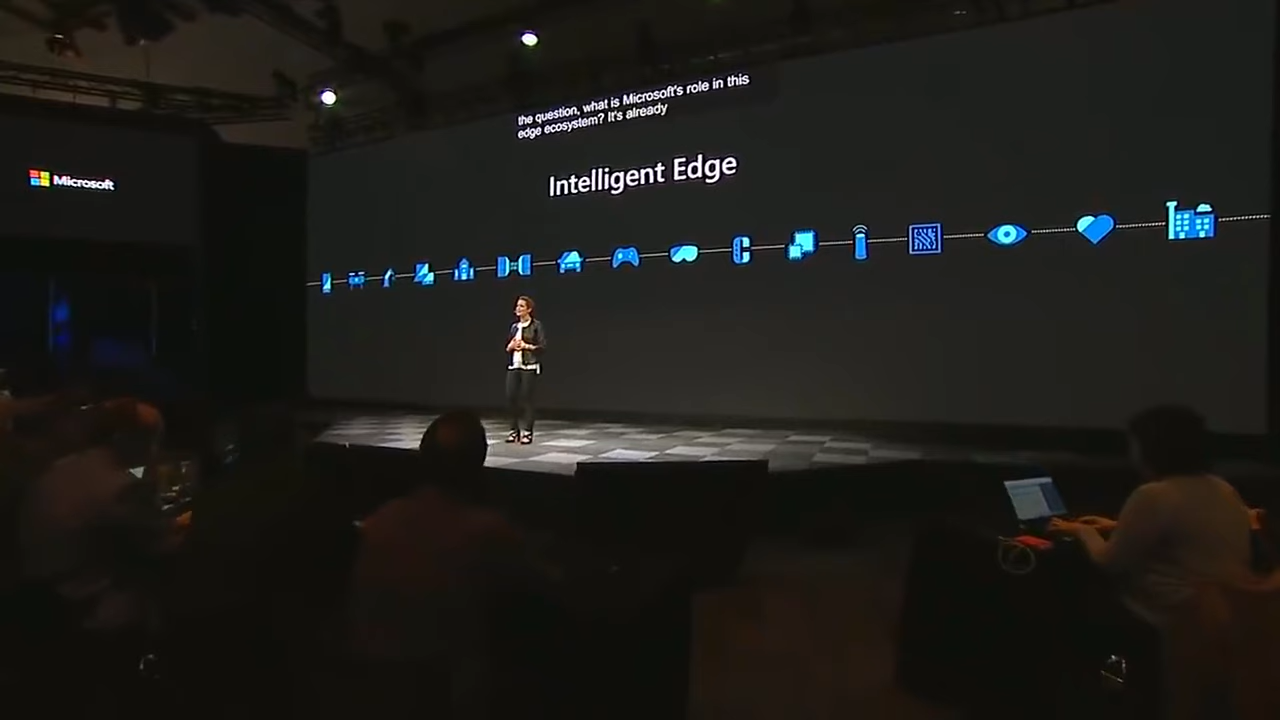 the question, what is Microsoft's role in this
edge ecosystem? It's already
Intelligent Edge
Microsoft